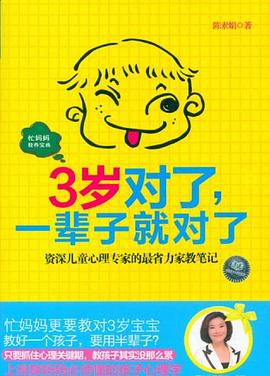 陈素娟◎著
忙妈妈
教养宝典
3岁对了，
一辈子就对了
资深儿童心理专家的最省力家教笔记
忙妈妈更要教对3岁宝宝
教好一个孩子，要用半辈子？
只要抓住心理关键期，教孩子其实没那么累